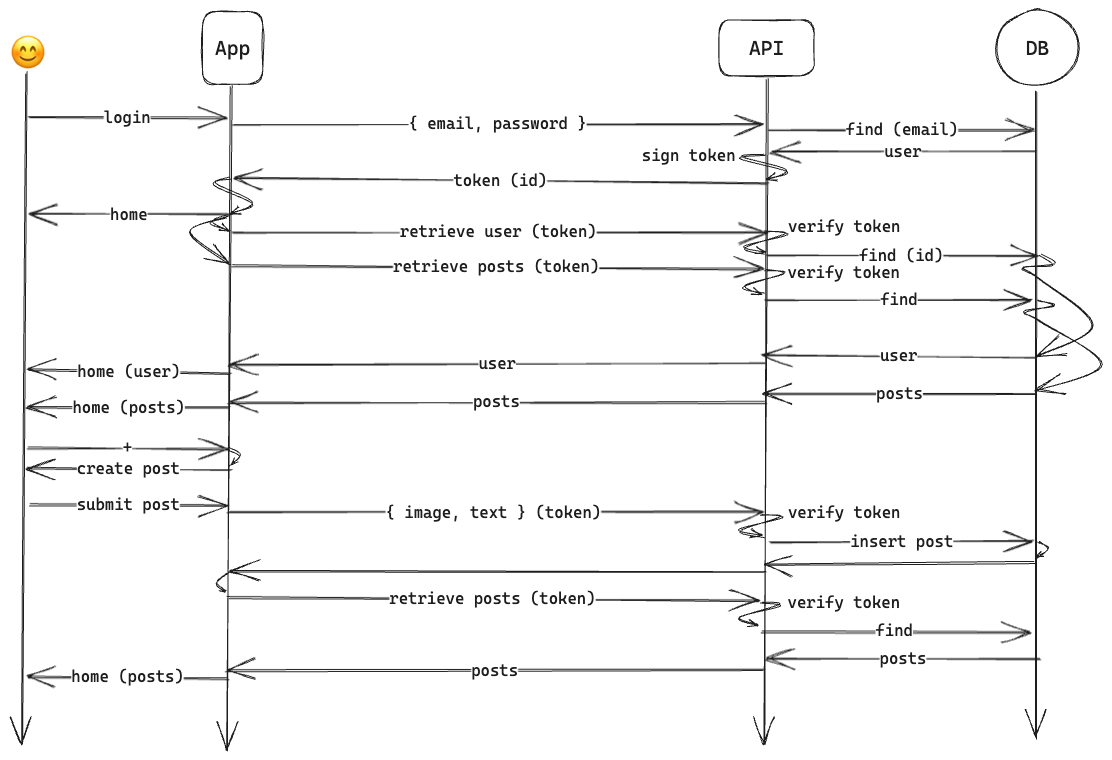 App
API
DB
login
{ email, password }
find (email)
user
sign token
token (id)
home
retrieve user (token)
verify token
find (id)
retrieve posts (token)
verify token
find
user
user
home (user)
posts
posts
home (posts)
+
create post
submit post
{ image, text } (token)
verify token
insert post
retrieve posts (token)
verify token
find
posts
posts
home (posts)